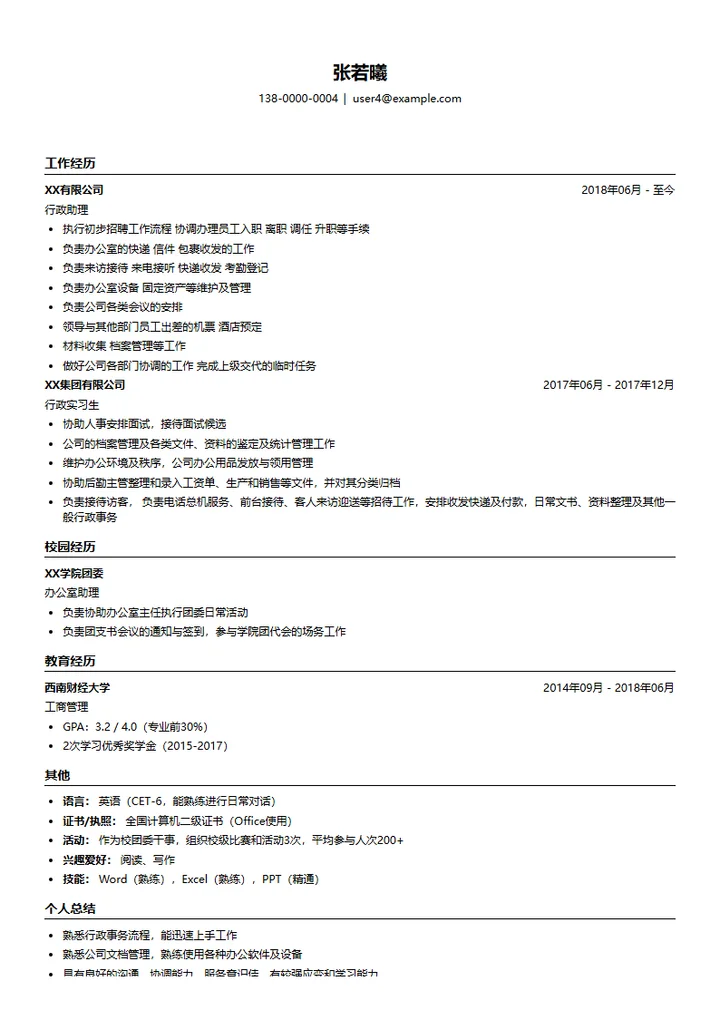 张若曦
138-0000-0004 | user4@example.com
工作经历
XX有限公司 2018年06月 - 至今
行政助理
• 执行初步招聘工作流程 协调办理员工入职 离职 调任 升职等手续
• 负责办公室的快递 信件 包裹收发的工作
• 负责来访接待 来电接听 快递收发 考勤登记
• 负责办公室设备 固定资产等维护及管理
• 负责公司各类会议的安排
• 领导与其他部门员工出差的机票 酒店预定
• 材料收集 档案管理等工作
• 做好公司各部门协调的工作 完成上级交代的临时任务
XX集团有限公司 2017年06月 - 2017年12月
行政实习生
• 协助人事安排面试，接待面试候选
• 公司的档案管理及各类文件、资料的鉴定及统计管理工作
• 维护办公环境及秩序，公司办公用品发放与领用管理
• 协助后勤主管整理和录入工资单、生产和销售等文件，并对其分类归档
• 负责接待访客， 负责电话总机服务、前台接待、客人来访迎送等招待工作，安排收发快递及付款，日常文书、资料整理及其他一
般行政事务
校园经历
XX学院团委
办公室助理
• 负责协助办公室主任执行团委日常活动
• 负责团支书会议的通知与签到，参与学院团代会的场务工作
教育经历
西南财经大学 2014年09月 - 2018年06月
工商管理
• GPA：3.2 / 4.0（专业前30%）
• 2次学习优秀奖学金（2015-2017）
其他
• 语言： 英语（CET-6，能熟练进行日常对话）
• 证书/执照： 全国计算机二级证书（Office使用）
• 活动： 作为校团委干事，组织校级比赛和活动3次，平均参与人次200+
• 兴趣爱好： 阅读、写作
• 技能： Word（熟练）, Excel（熟练）, PPT（精通）
个人总结
• 熟悉行政事务流程，能迅速上手工作
• 熟悉公司文档管理，熟练使用各种办公软件及设备
• 具有良好的沟通、协调能力，服务意识佳，有较强应变和学习能力